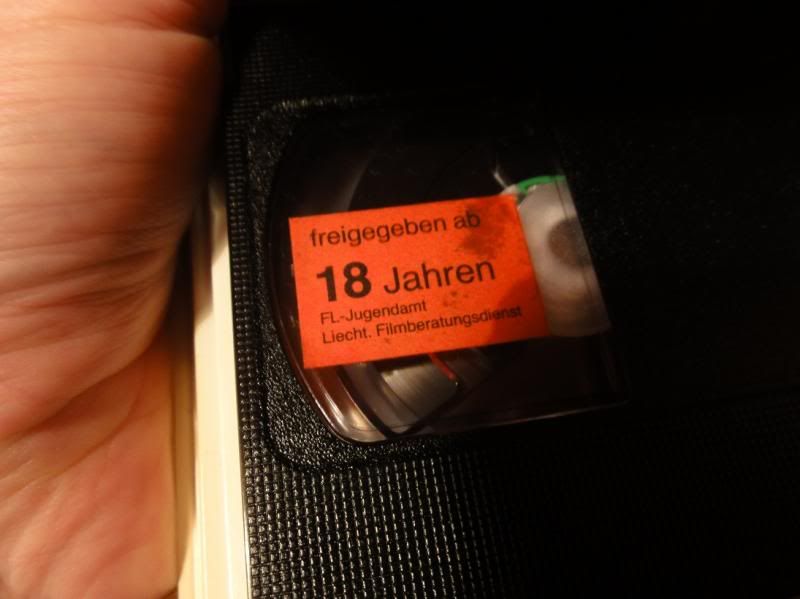 freigegeben ab
18 Jahren
FL-Jugendamt
Liecht. Filmberatungsdienst